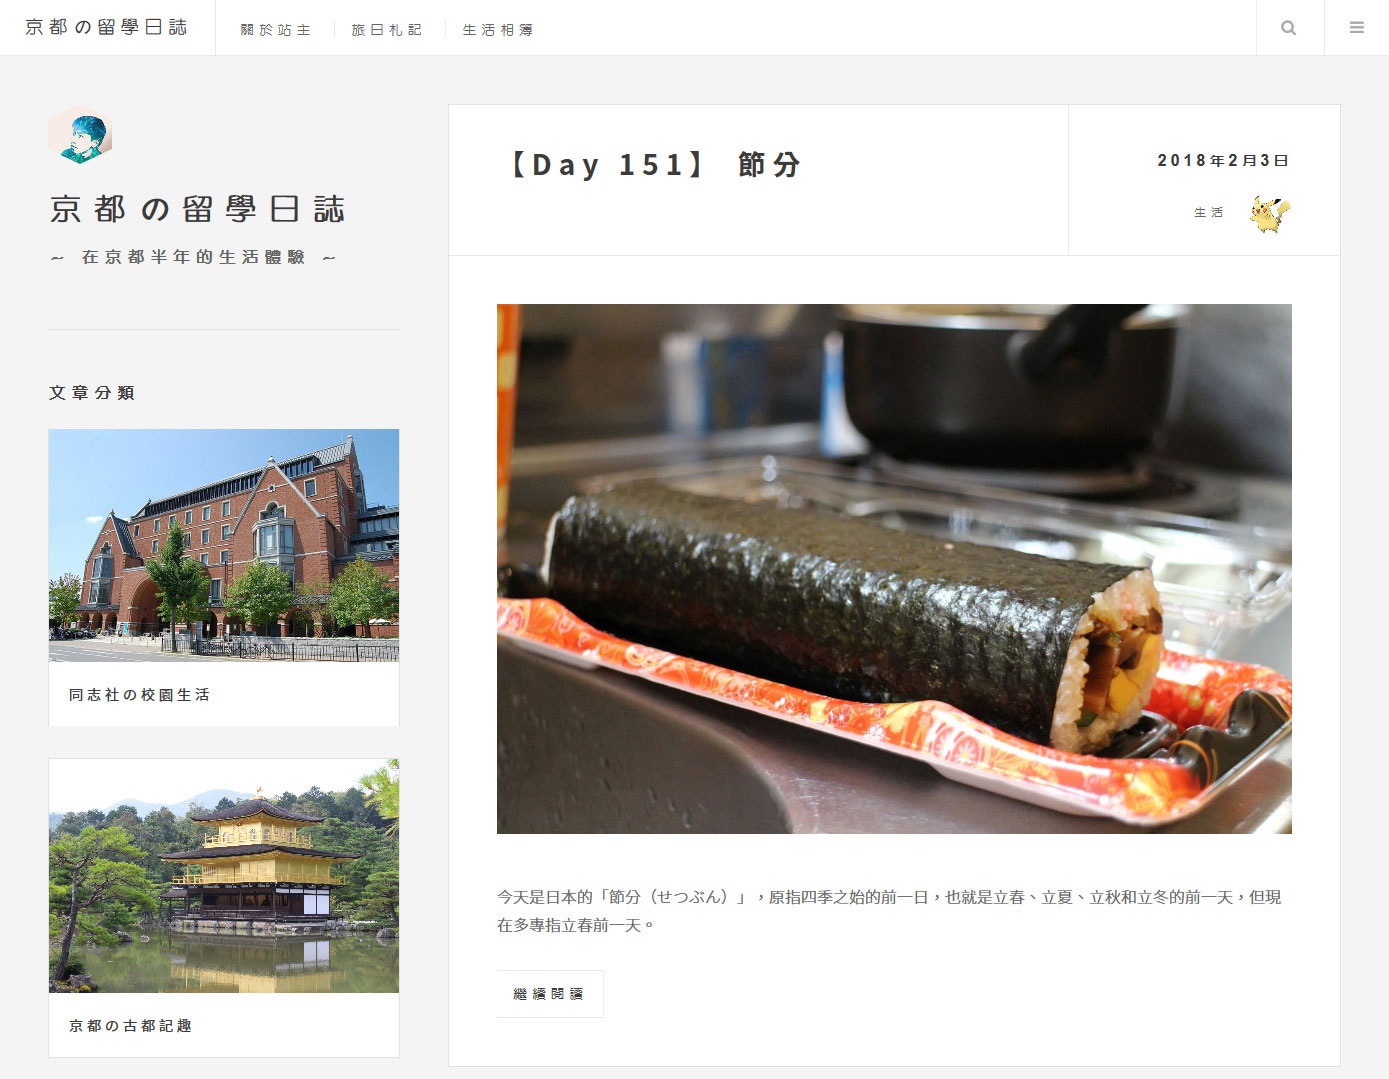 京都の留學日誌
關於站主
旅日札記
生活相簿
京都の留學日誌
~ 在京都半年的生活體驗 ~
文章分類
同志社の校園生活
京都の古都記趣
【Day 151】 節分
2018年2月3日
生活
今天是日本的「節分（せつぶん）」，原指四季之始的前一日，也就是立春、立夏、立秋和立冬的前一天，但現
在多專指立春前一天。
繼續閱讀